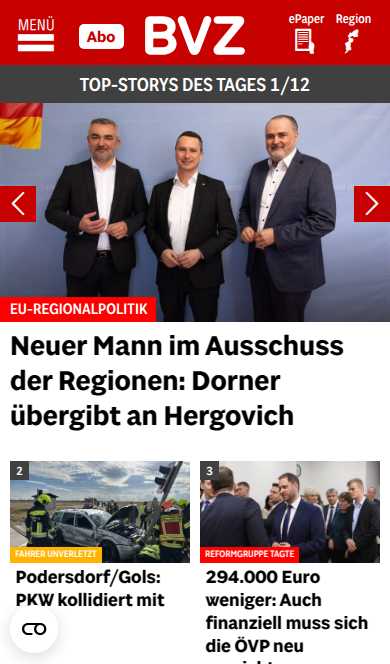 MENÜ
Abo
BVZ
ePaper
Region
TOP-STORYS DES TAGES 1/12
EU-REGIONALPOLITIK
Neuer Mann im Ausschuss
der Regionen: Dorner
übergibt an Hergovich
2
FAHRER UNVERLETZT
Podersdorf/Gols:
PKW kollidiert mit
3
REFORMGRUPPE TAGTE
294.000 Euro
weniger: Auch
finanziell muss sich
die ÖVP neu